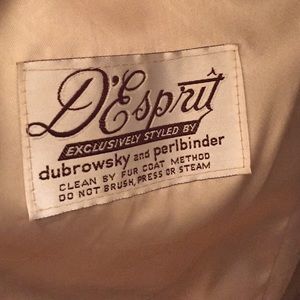 D'Esprit
EXCLUSIVELY STYLED BY
dubrowsky and perlbinder
CLEAN BY FUR COAT METHOD
DO NOT BRUSH, PRESS OR STEAM